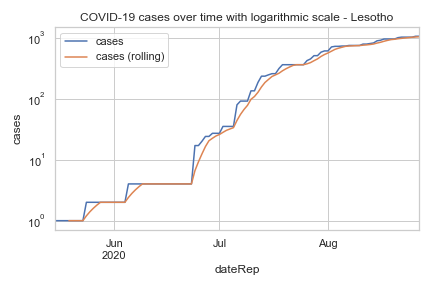 COVID-19 cases over time with logarithmic scale - Lesotho
cases
cases (rolling)
10³
10²
10¹
10⁰
cases
Jun
2020
Jul
Aug
dateRep